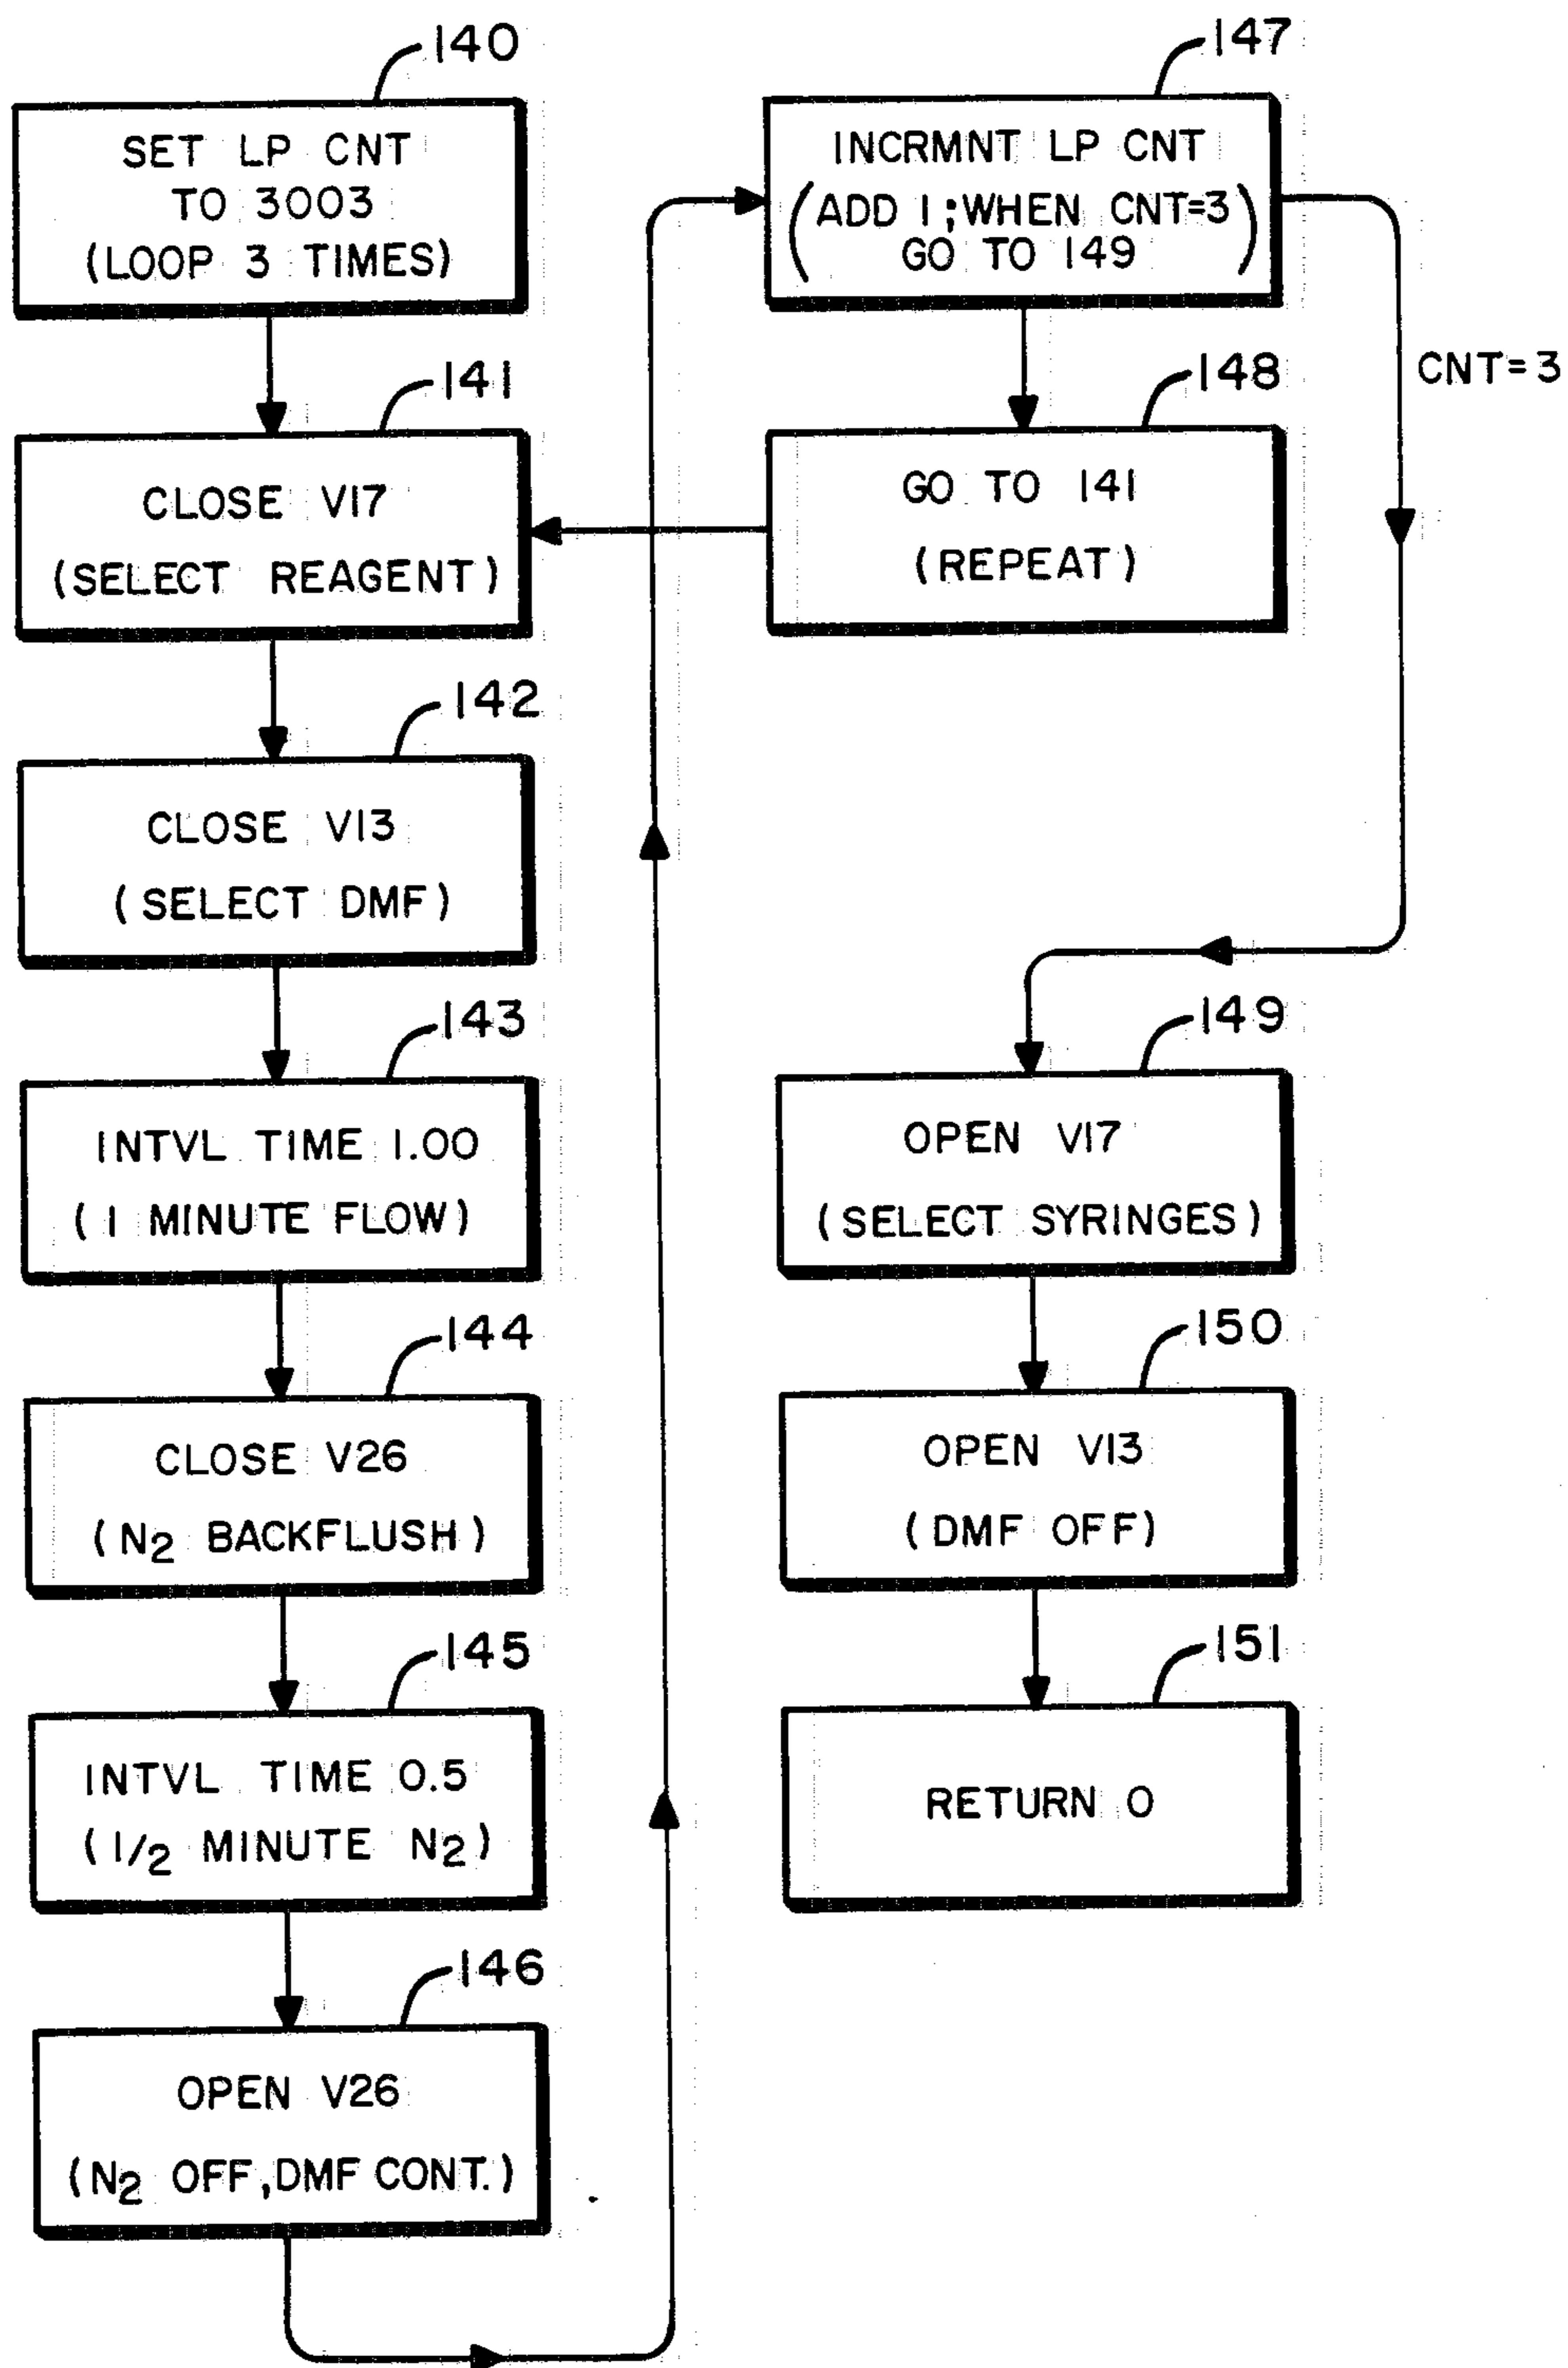 140
SET LP CNT
TO 3003
(LOOP 3 TIMES)
141
CLOSE V17
(SELECT REAGENT)
142
CLOSE V13
(SELECT DMF)
143
INTVL TIME 1.00
(1 MINUTE FLOW)
144
CLOSE V26
(N2 BACKFLUSH)
145
INTVL TIME 0.5
(1/2 MINUTE N2)
146
OPEN V26
(N2 OFF, DMF CONT.)
147
INCRMNT LP CNT
(ADD 1; WHEN CNT=3
GO TO 149)
CNT=3
148
GO TO 141
(REPEAT)
149
OPEN V17
(SELECT SYRINGES)
150
OPEN V13
(DMF OFF)
151
RETURN 0